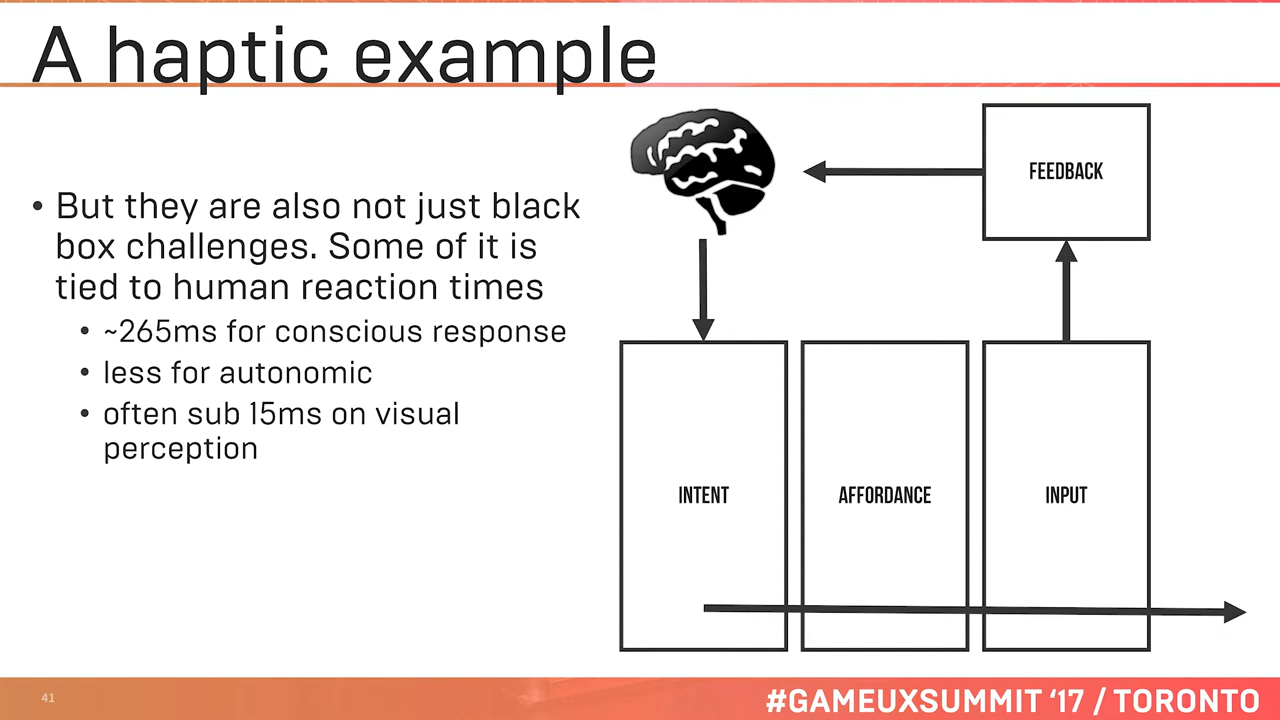 A haptic example
• But they are also not just black
box challenges. Some of it is
tied to human reaction times
• ~265ms for conscious response
• less for autonomic
• often sub 15ms on visual
perception
FEEDBACK
INTENT
AFFORDANCE
INPUT
41
#GAMEUXSUMMIT ‘17 / TORONTO